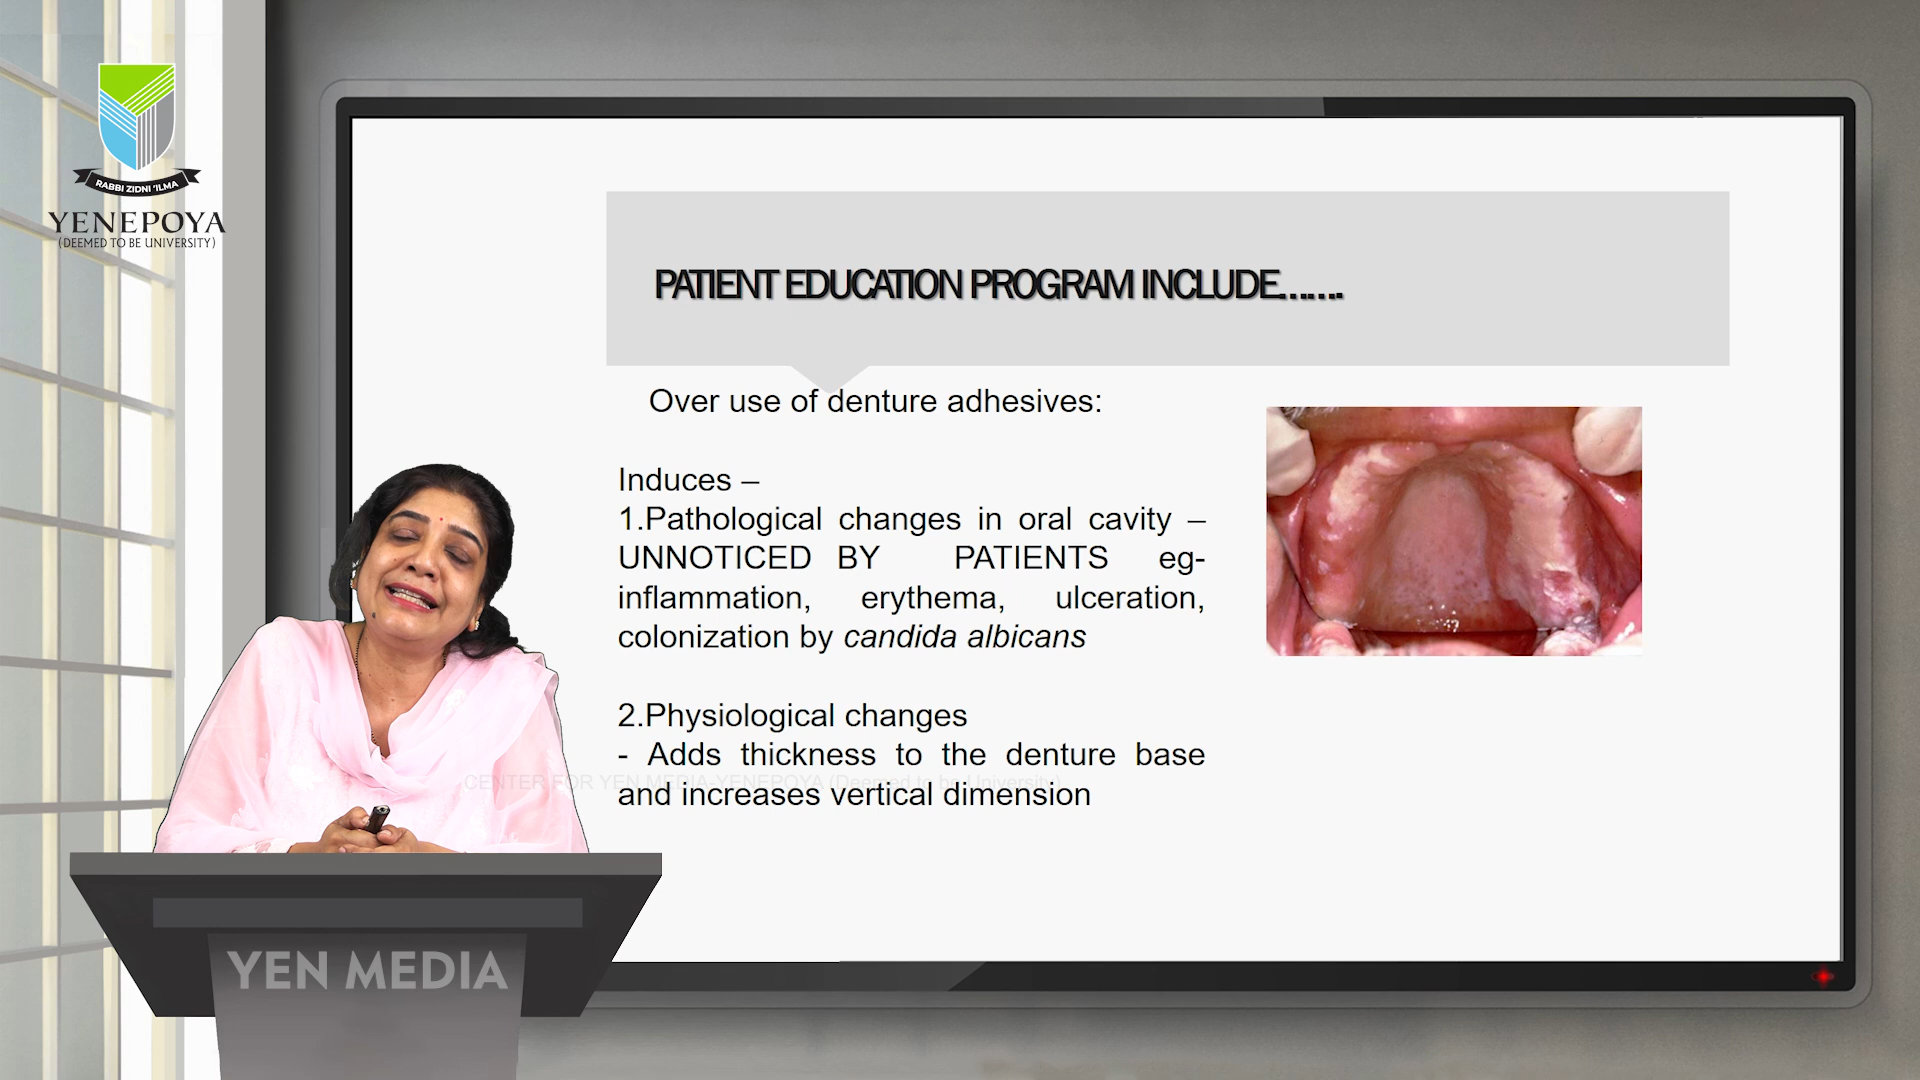 RABBI ZIDNI 'ILMA
YENEPOYA
(DEEMED TO BE UNIVERSITY)
PATIENT EDUCATION PROGRAM INCLUDE…….
Over use of denture adhesives:
Induces –
1.Pathological changes in oral cavity –
UNNOTICED BY PATIENTS eg-
inflammation, erythema, ulceration,
colonization by candida albicans
2.Physiological changes
- Adds thickness to the denture base
CENTER FOR YEN MEDIA-YENEPOYA (Deemed to be University)
and increases vertical dimension
YEN MEDIA